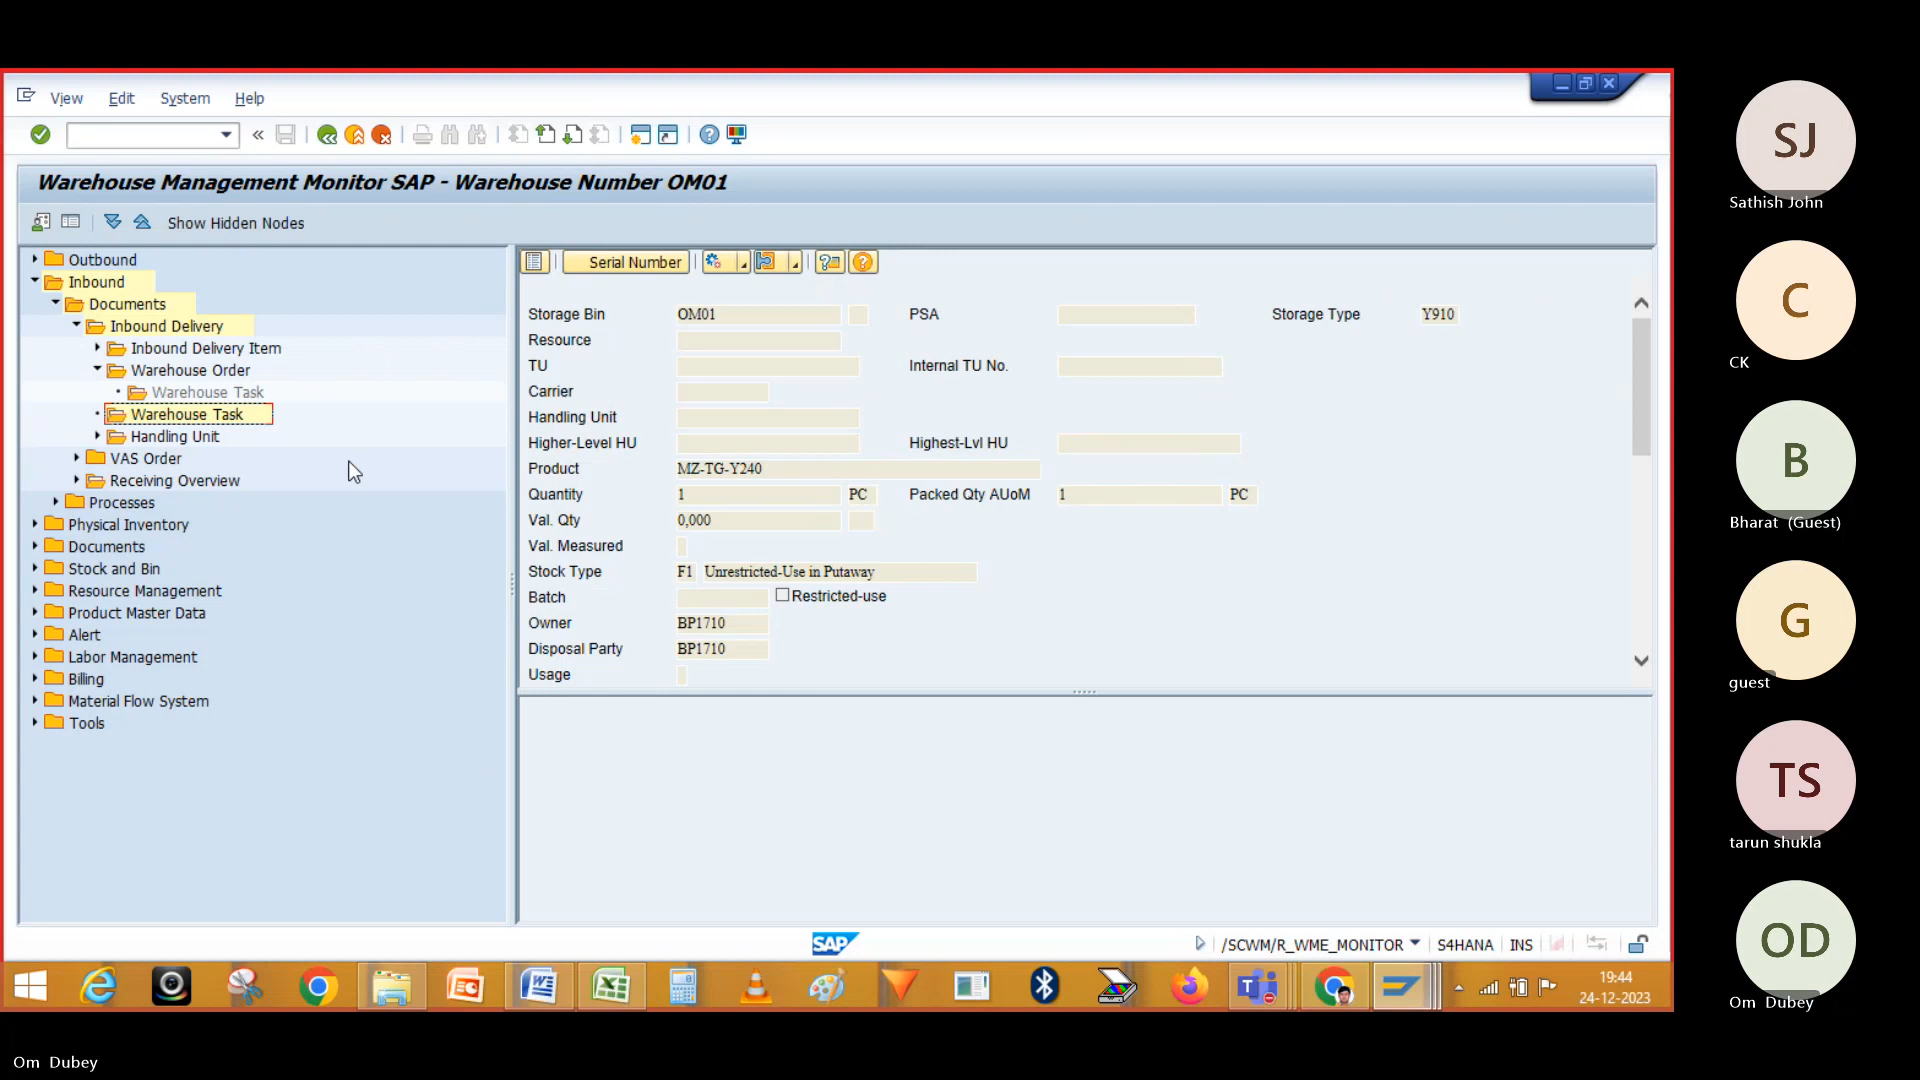 View Edit System Help
Warehouse Management Monitor SAP - Warehouse Number OM01
Show Hidden Nodes
Outbound
Inbound
Documents
Inbound Delivery
Inbound Delivery Item
Warehouse Order
Warehouse Task
Warehouse Task
Handling Unit
VAS Order
Receiving Overview
Processes
Physical Inventory
Documents
Stock and Bin
Resource Management
Product Master Data
Alert
Labor Management
Billing
Material Flow System
Tools
Serial Number
Storage Bin OM01 PSA Storage Type Y910
Resource
TU Internal TU No.
Carrier
Handling Unit
Higher-Level HU Highest-Lvl HU
Product MZ-TG-Y240
Quantity 1 PC Packed Qty AUoM 1 PC
Val. Qty 0,000
Val. Measured
Stock Type F1 Unrestricted-Use in Putaway
Batch Restricted-use
Owner BP1710
Disposal Party BP1710
Usage
SAP /SCWM/R_WME_MONITOR S4HANA INS
19:44
24-12-2023
SJ
Sathish John
C
CK
B
Bharat (Guest)
G
guest
TS
tarun shukla
OD
Om Dubey
Om Dubey